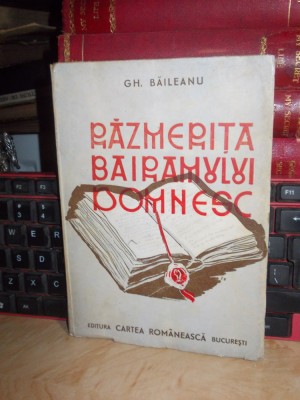 GH. BĂILEANU
RĂZMERIȚA
BAIRAMULUI
DOMNESC
EDITURA CARTEA ROMÂNEASCĂ BUCUREȘTI